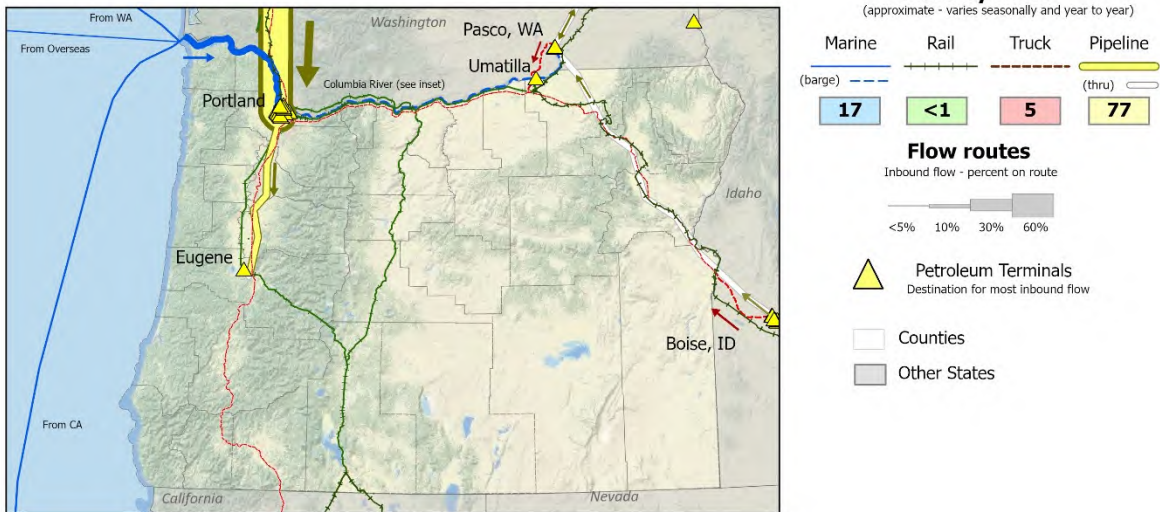 From WA
From Overseas
Washington
Pasco, WA
Umatilla
Columbia River (see inset)
Portland
Idaho
Eugene
Boise, ID
From CA
California
Nevada
(approximate - varies seasonally and year to year)
Marine Rail Truck Pipeline
(barge) (thru)
17 <1 5 77
Flow routes
Inbound flow - percent on route
<5% 10% 30% 60%
Petroleum Terminals
Destination for most inbound flow
Counties
Other States